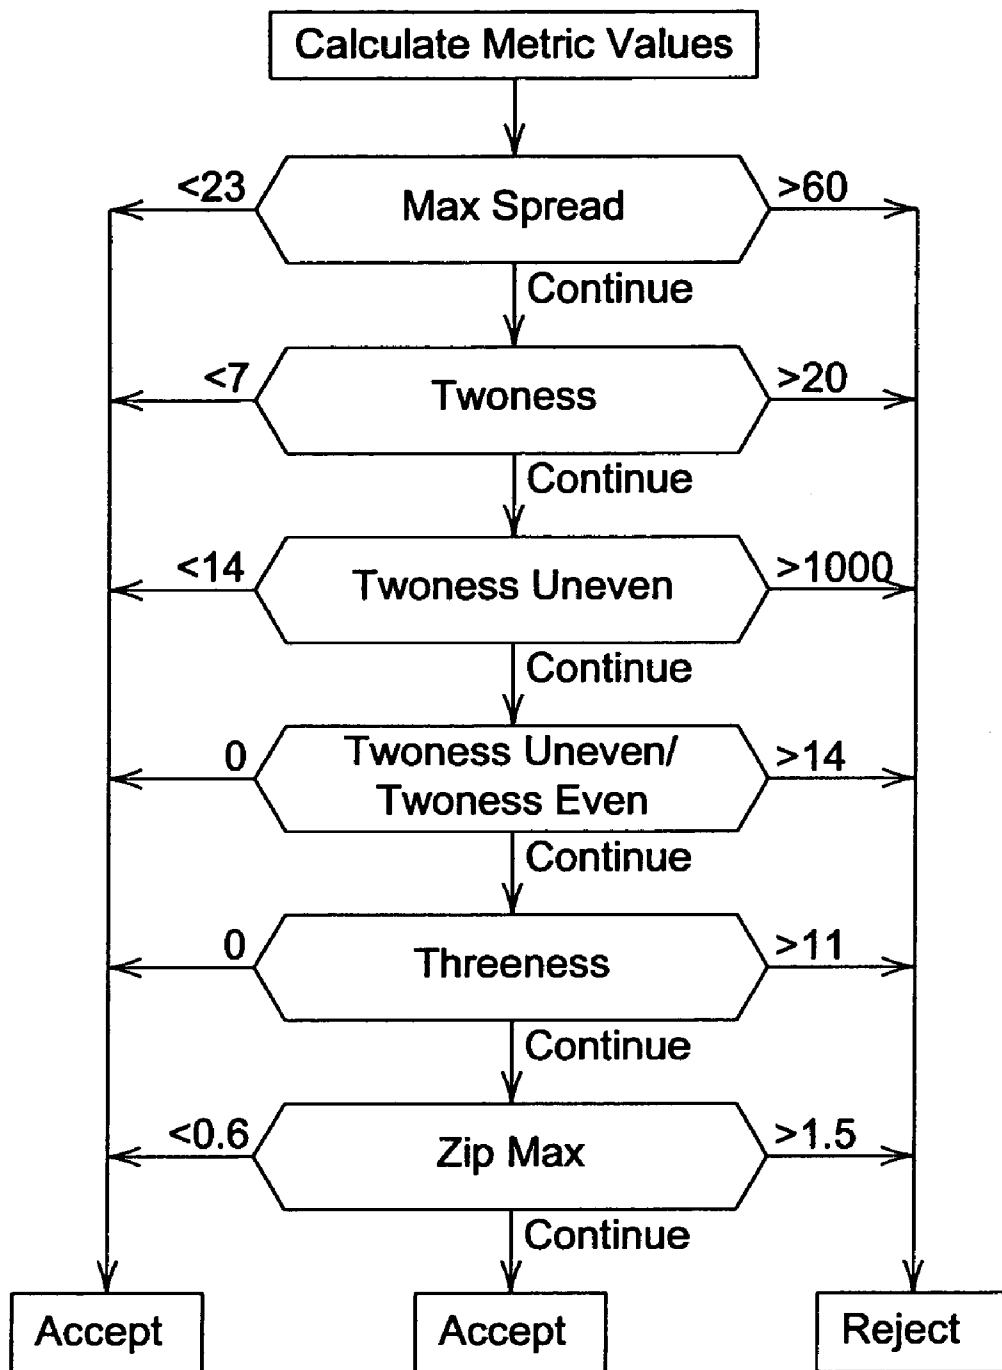 Calculate Metric Values
<23
Max Spread
>60
Continue
<7
Twoness
>20
Continue
<14
Twoness Uneven
>1000
Continue
0
Twoness Uneven/
Twoness Even
>14
Continue
0
Threeness
>11
Continue
<0.6
Zip Max
>1.5
Continue
Accept
Accept
Reject